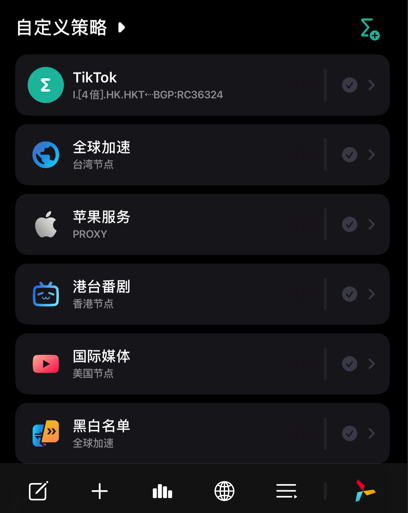 自定义策略
TikTok
I.[4倍].HK.HKT···BGP:RC36324
全球加速
台湾节点
苹果服务
PROXY
港台番剧
香港节点
国际媒体
美国节点
黑白名单
全球加速